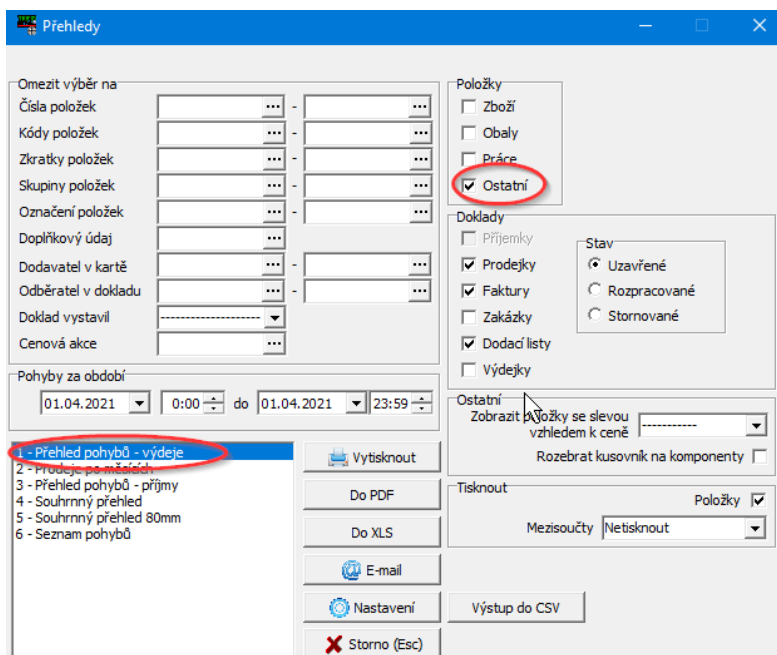 Přehledy
Omezit výběr na
Čísla položek ... - ...
Kódy položek ... - ...
Zkratky položek ... - ...
Skupiny položek ... - ...
Označení položek ... - ...
Doplňkový údaj ...
Dodavatel v kartě ... - ...
Odběratel v dokladu ... - ...
Doklad vystavil --------------------
Cenová akce ...
Pohyby za období
01.04.2021 0:00 do 01.04.2021 23:59
1 - Přehled pohybů - výdeje
2 - Prodeje po měsících
3 - Přehled pohybů - příjmy
4 - Souhrnný přehled
5 - Souhrnný přehled 80mm
6 - Seznam pohybů
Vytisknout
Do PDF
Do XLS
E-mail
Nastavení
Storno (Esc)
Položky
Zboží
Obaly
Práce
Ostatní
Doklady
Příjemky
Prodejky
Faktury
Zakázky
Dodací listy
Výdejky
Stav
Uzavřené
Rozpracované
Stornované
Ostatní
Zobrazit položky se slevou
vzhledem k ceně -----------
Rozebrat kusovník na komponenty
Tisknout
Položky
Mezisoučty Netisknout
Výstup do CSV